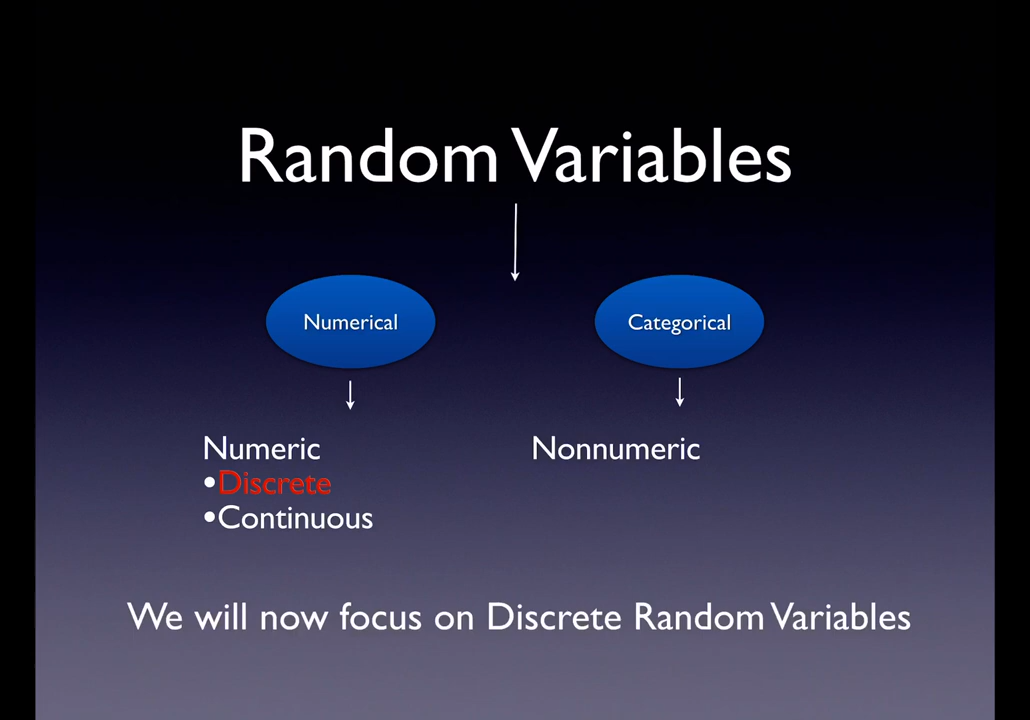 Random Variables
Numerical
Categorical
Numeric
•Discrete
•Continuous
Nonnumeric
We will now focus on Discrete Random Variables